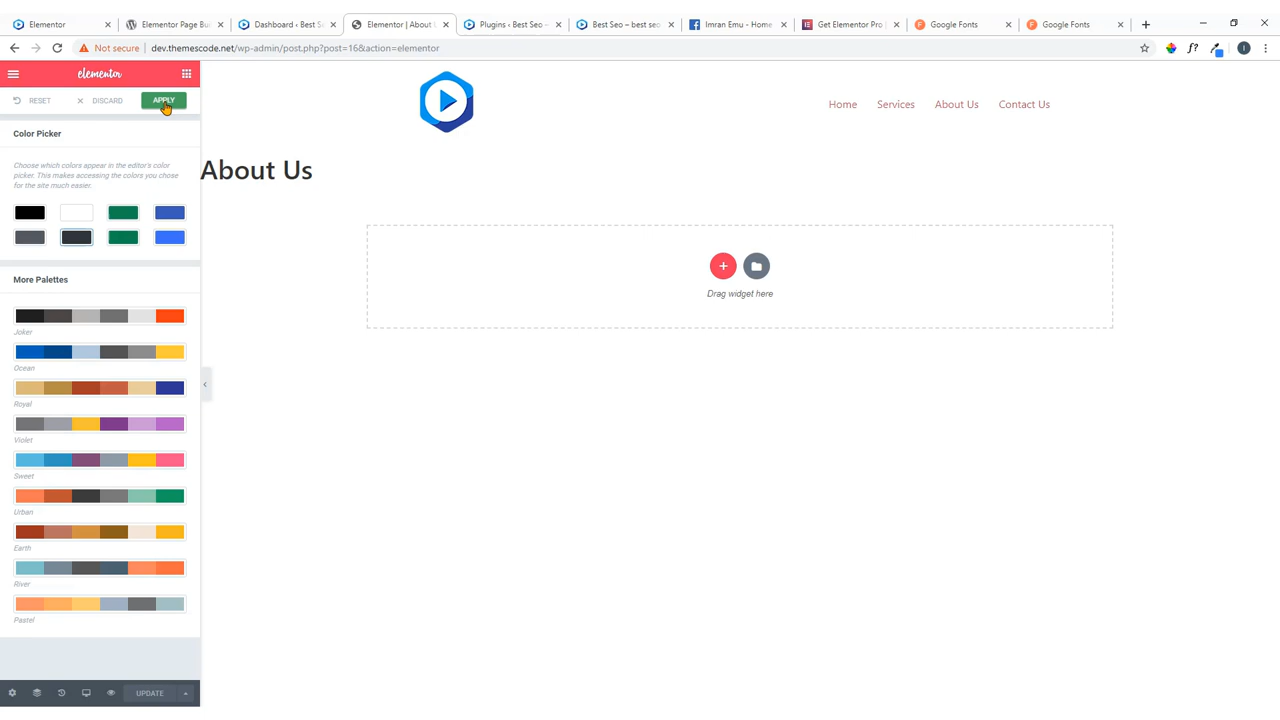 Elementor
WordPress Page Bui
Dashboard ‹ Best Se
Elementor | About U
Plugins ‹ Best Seo –
Best Seo – best seo
Imran Emu - Home
Get Elementor Pro |
Google Fonts
Google Fonts
Not secure | dev.themescode.net/wp-admin/post.php?post=16&action=elementor
f?
I
elementor
RESET
DISCARD
APPLY
Color Picker
Choose which colors appear in the editor's color
picker. This makes accessing the colors you chose
for the site much easier.
More Palettes
Joker
Ocean
Royal
Violet
Sweet
Urban
Earth
River
Pastel
UPDATE
Home
Services
About Us
Contact Us
About Us
Drag widget here